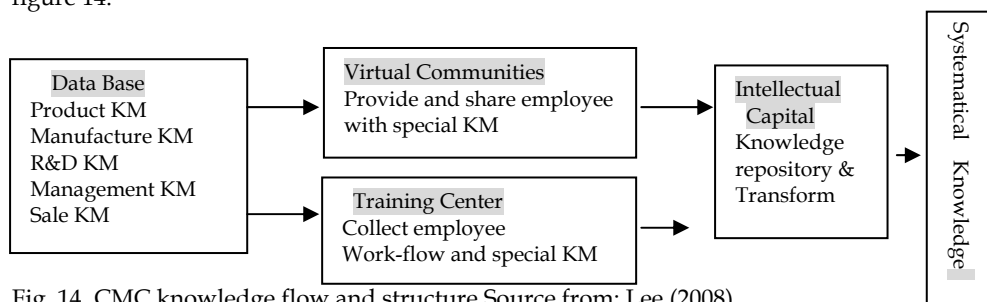 figure 14.
Data Base
Product KM
Manufacture KM
R&D KM
Management KM
Sale KM
Virtual Communities
Provide and share employee
with special KM
Training Center
Collect employee
Work-flow and special KM
Intellectual
Capital
Knowledge
repository &
Transform
Systematical Knowledge
Fig. 14. CMC knowledge flow and structure Source from: Lee (2008)